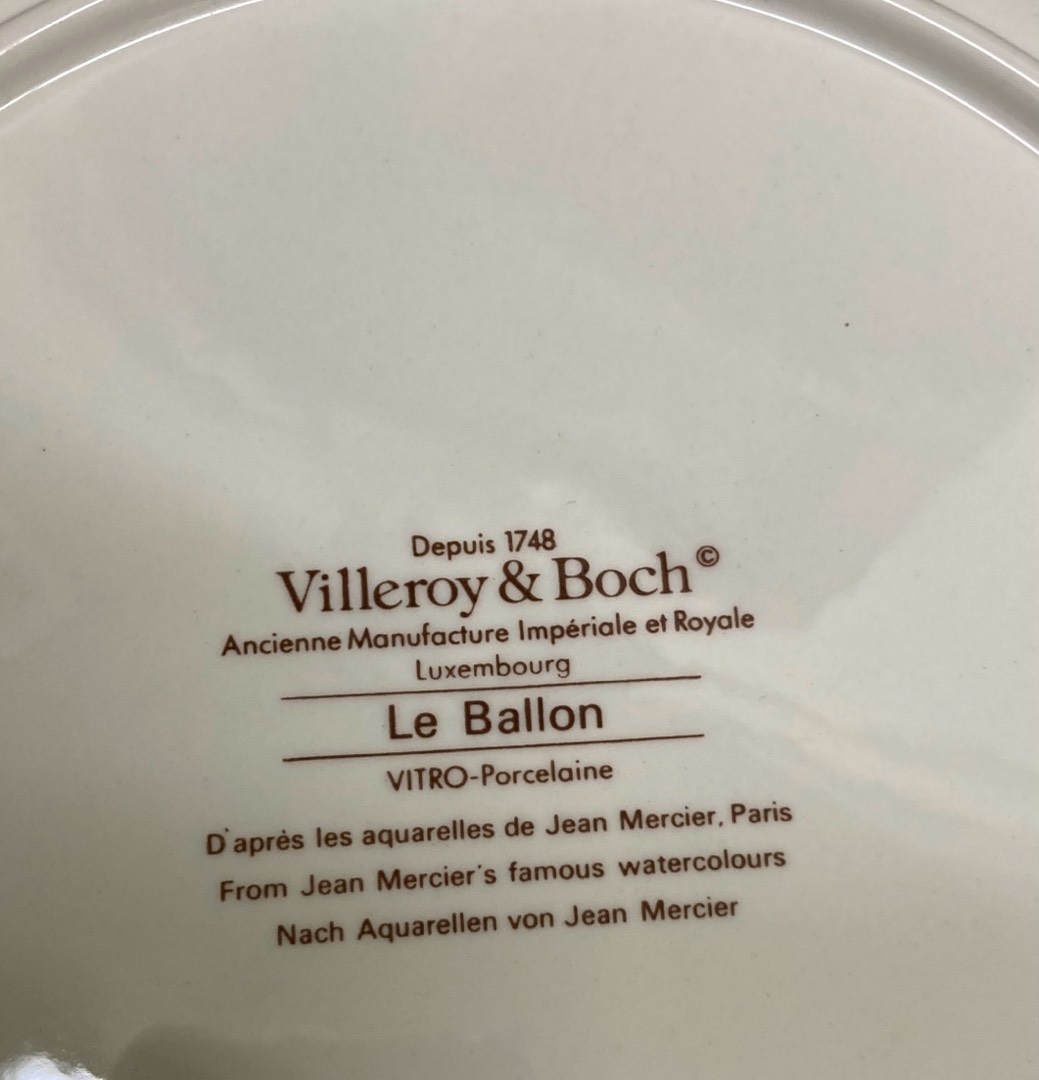 Depuis 1748
Villeroy & Boch©
Ancienne Manufacture Impériale et Royale
Luxembourg
Le Ballon
VITRO-Porcelaine
D'après les aquarelles de Jean Mercier, Paris
From Jean Mercier's famous watercolours
Nach Aquarellen von Jean Mercier